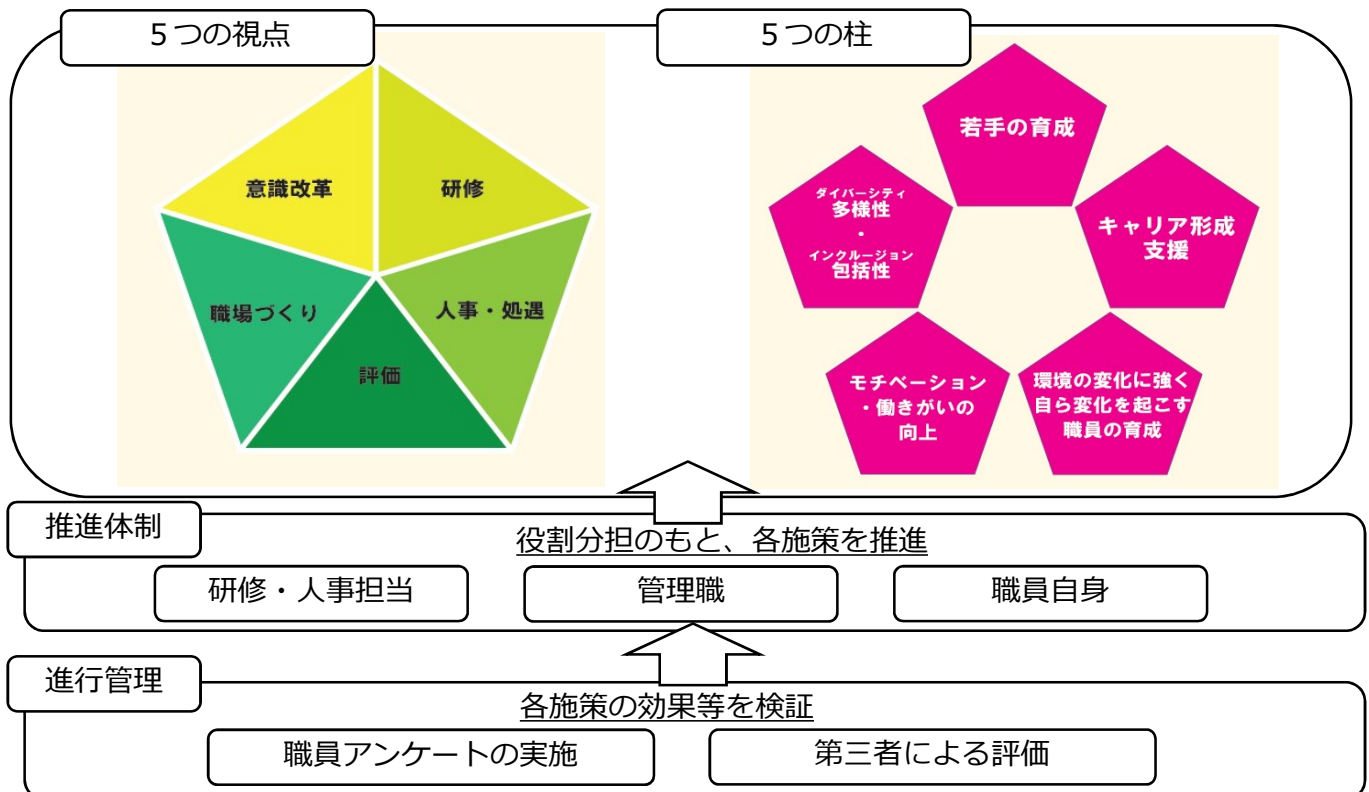 ５つの視点
５つの柱
意識改革
研修
職場づくり
人事・処遇
評価
若手の育成
ダイバーシティ
多様性
・
インクルージョン
包括性
キャリア形成
支援
モチベーション
・働きがいの
向上
環境の変化に強く
自ら変化を起こす
職員の育成
推進体制
役割分担のもと、各施策を推進
研修・人事担当
管理職
職員自身
進行管理
各施策の効果等を検証
職員アンケートの実施
第三者による評価